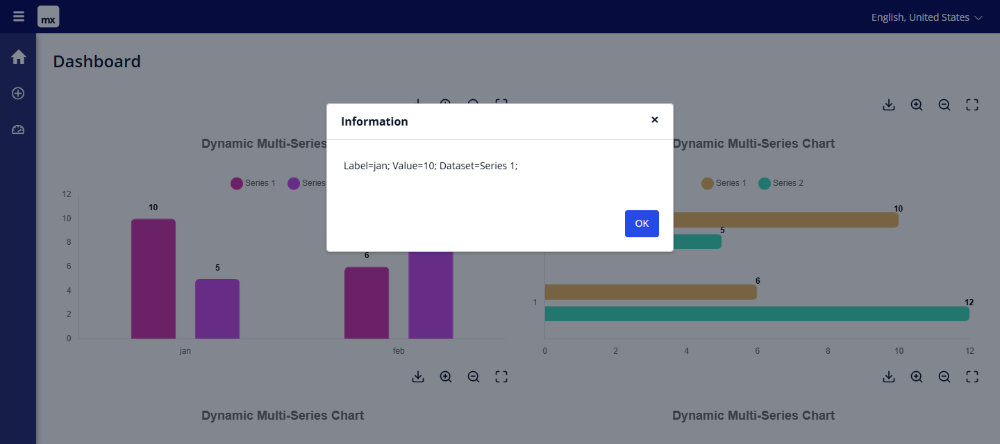 mx
English, United States
Dashboard
Information
×
Label=jan; Value=10; Dataset=Series 1;
OK
Dynamic Multi-Series
Series 1
Series
12
10
8
6
4
2
0
10
5
6
jan
feb
Dynamic Multi-Series Chart
Series 1
Series 2
10
5
6
12
1
0
2
4
6
8
10
12
Dynamic Multi-Series Chart
Dynamic Multi-Series Chart